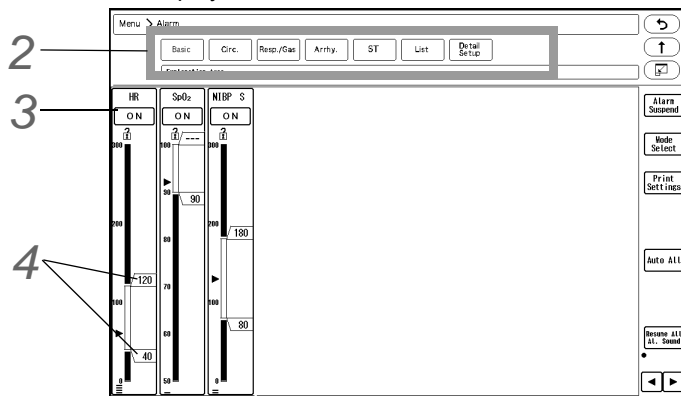 Menu > Alarm
2
Basic Circ. Resp./Gas Arrhy. ST List Detail Setup
3
HR SpO₂ NIBP S
ON ON ON
Alarm Suspend
Mode Select
Print Settings
300 100 --- 300
90 90
200 80 200 180
4
120 70
Auto All
100 100
60 80
40
Resume All Al. Sound
0 50 0